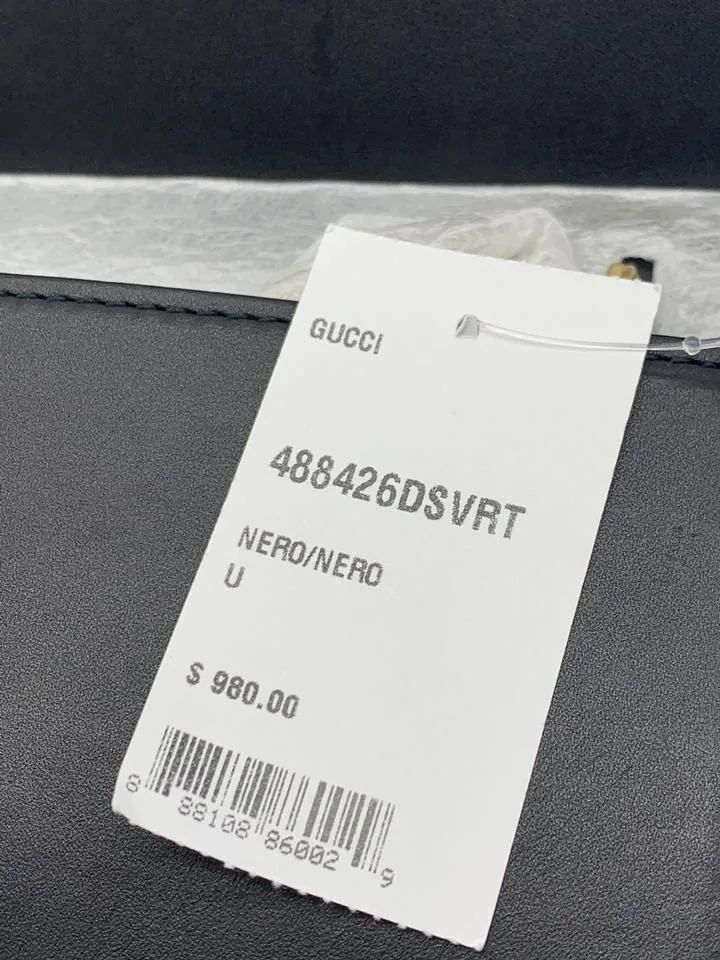 GUCCI
488426DSVRT
NERO/NERO
U
$ 980.00
8 88108 86002 9